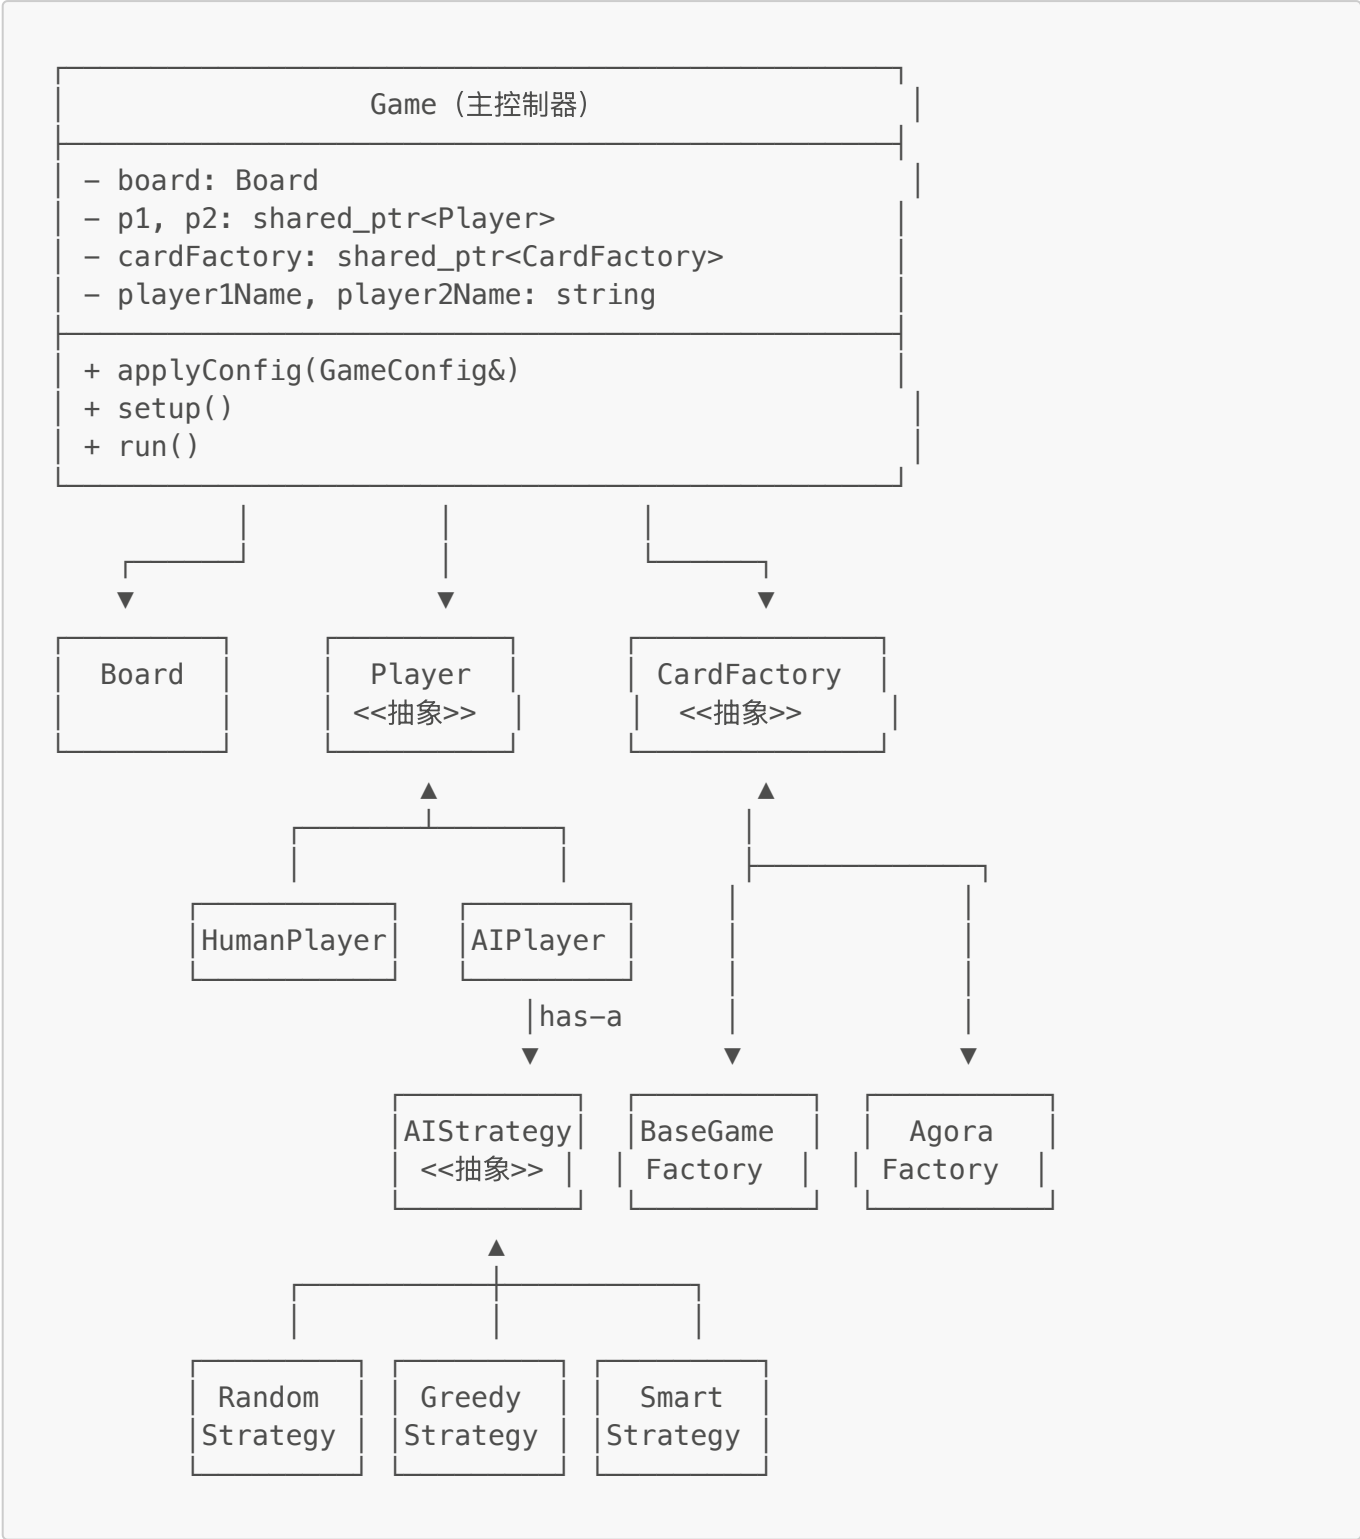 Game（主控制器）
- board: Board
- p1, p2: shared_ptr<Player>
- cardFactory: shared_ptr<CardFactory>
- player1Name, player2Name: string
+ applyConfig(GameConfig&)
+ setup()
+ run()
Board
Player
<<抽象>>
CardFactory
<<抽象>>
HumanPlayer
AIPlayer
has-a
AIStrategy
<<抽象>>
BaseGame
Factory
Agora
Factory
Random
Strategy
Greedy
Strategy
Smart
Strategy